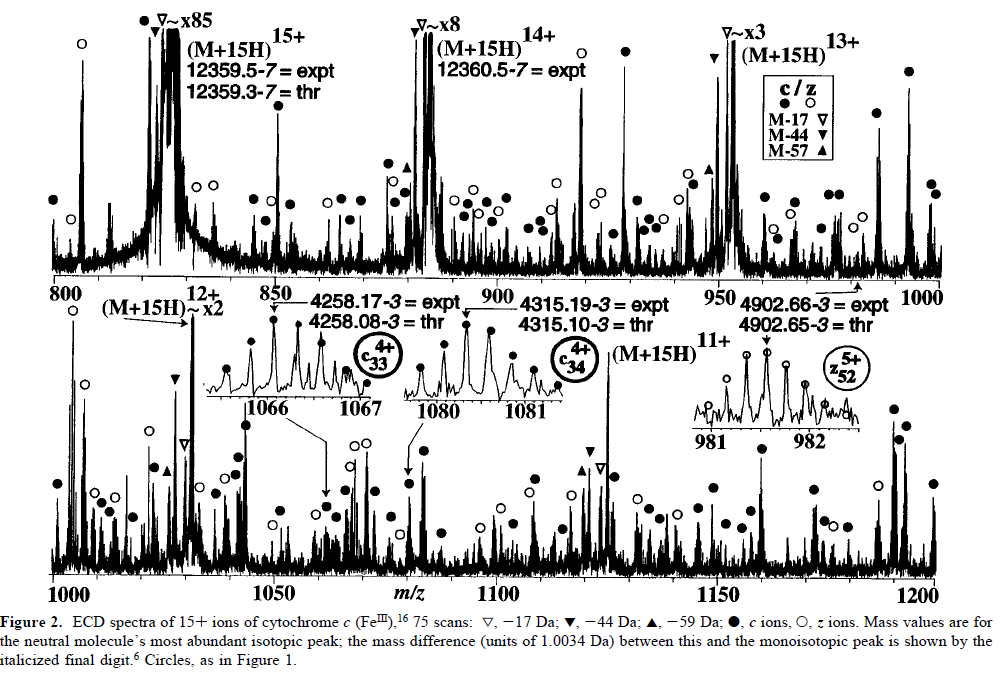 ▽~x85
(M+15H)15+
12359.5-7 = expt
12359.3-7 = thr
▽~x8
(M+15H)14+
12360.5-7 = expt
▽~x3
(M+15H)13+
c / z
● ○
M-17 ▽
M-44 ▼
M-57 ▲
800 850 900 950 1000
(M+15H)12+~x2
4258.17-3 = expt
4258.08-3 = thr
c33 4+
1066 1067
4315.19-3 = expt
4315.10-3 = thr
c34 4+
1080 1081
(M+15H)11+
4902.66-3 = expt
4902.65-3 = thr
z52 5+
981 982
1000 1050 m/z 1100 1150 1200
Figure 2. ECD spectra of 15+ ions of cytochrome c (FeIII),16 75 scans: ▽, −17 Da; ▼, −44 Da; ▲, −59 Da; ●, c ions, ○, z ions. Mass values are for
the neutral molecule's most abundant isotopic peak; the mass difference (units of 1.0034 Da) between this and the monoisotopic peak is shown by the
italicized final digit.6 Circles, as in Figure 1.